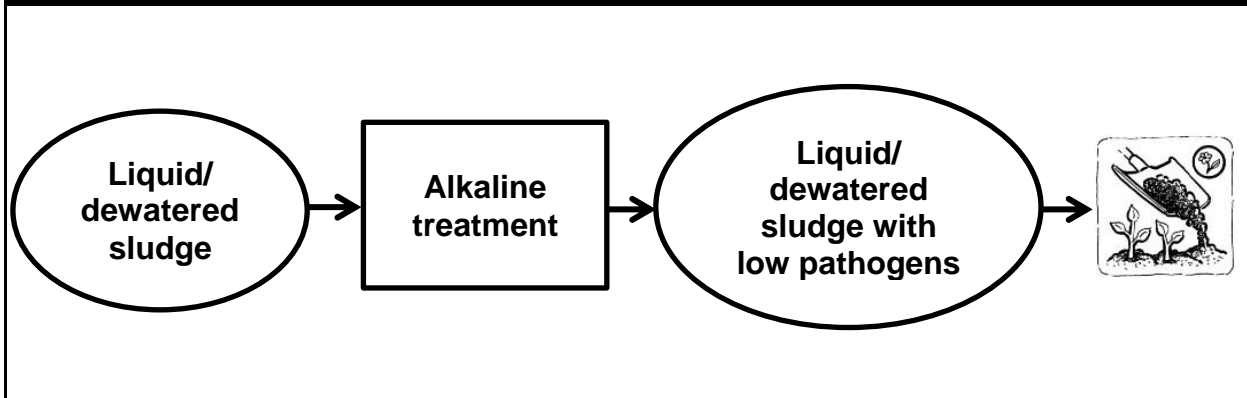 Liquid/
dewatered
sludge
Alkaline
treatment
Liquid/
dewatered
sludge with
low pathogens